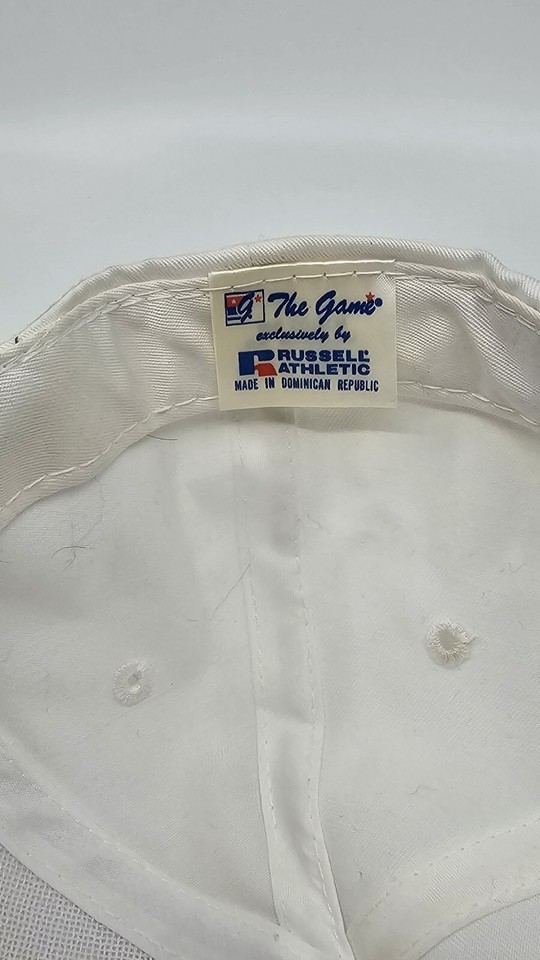 G The Game®
exclusively by
R RUSSELL
ATHLETIC
MADE IN DOMINICAN REPUBLIC